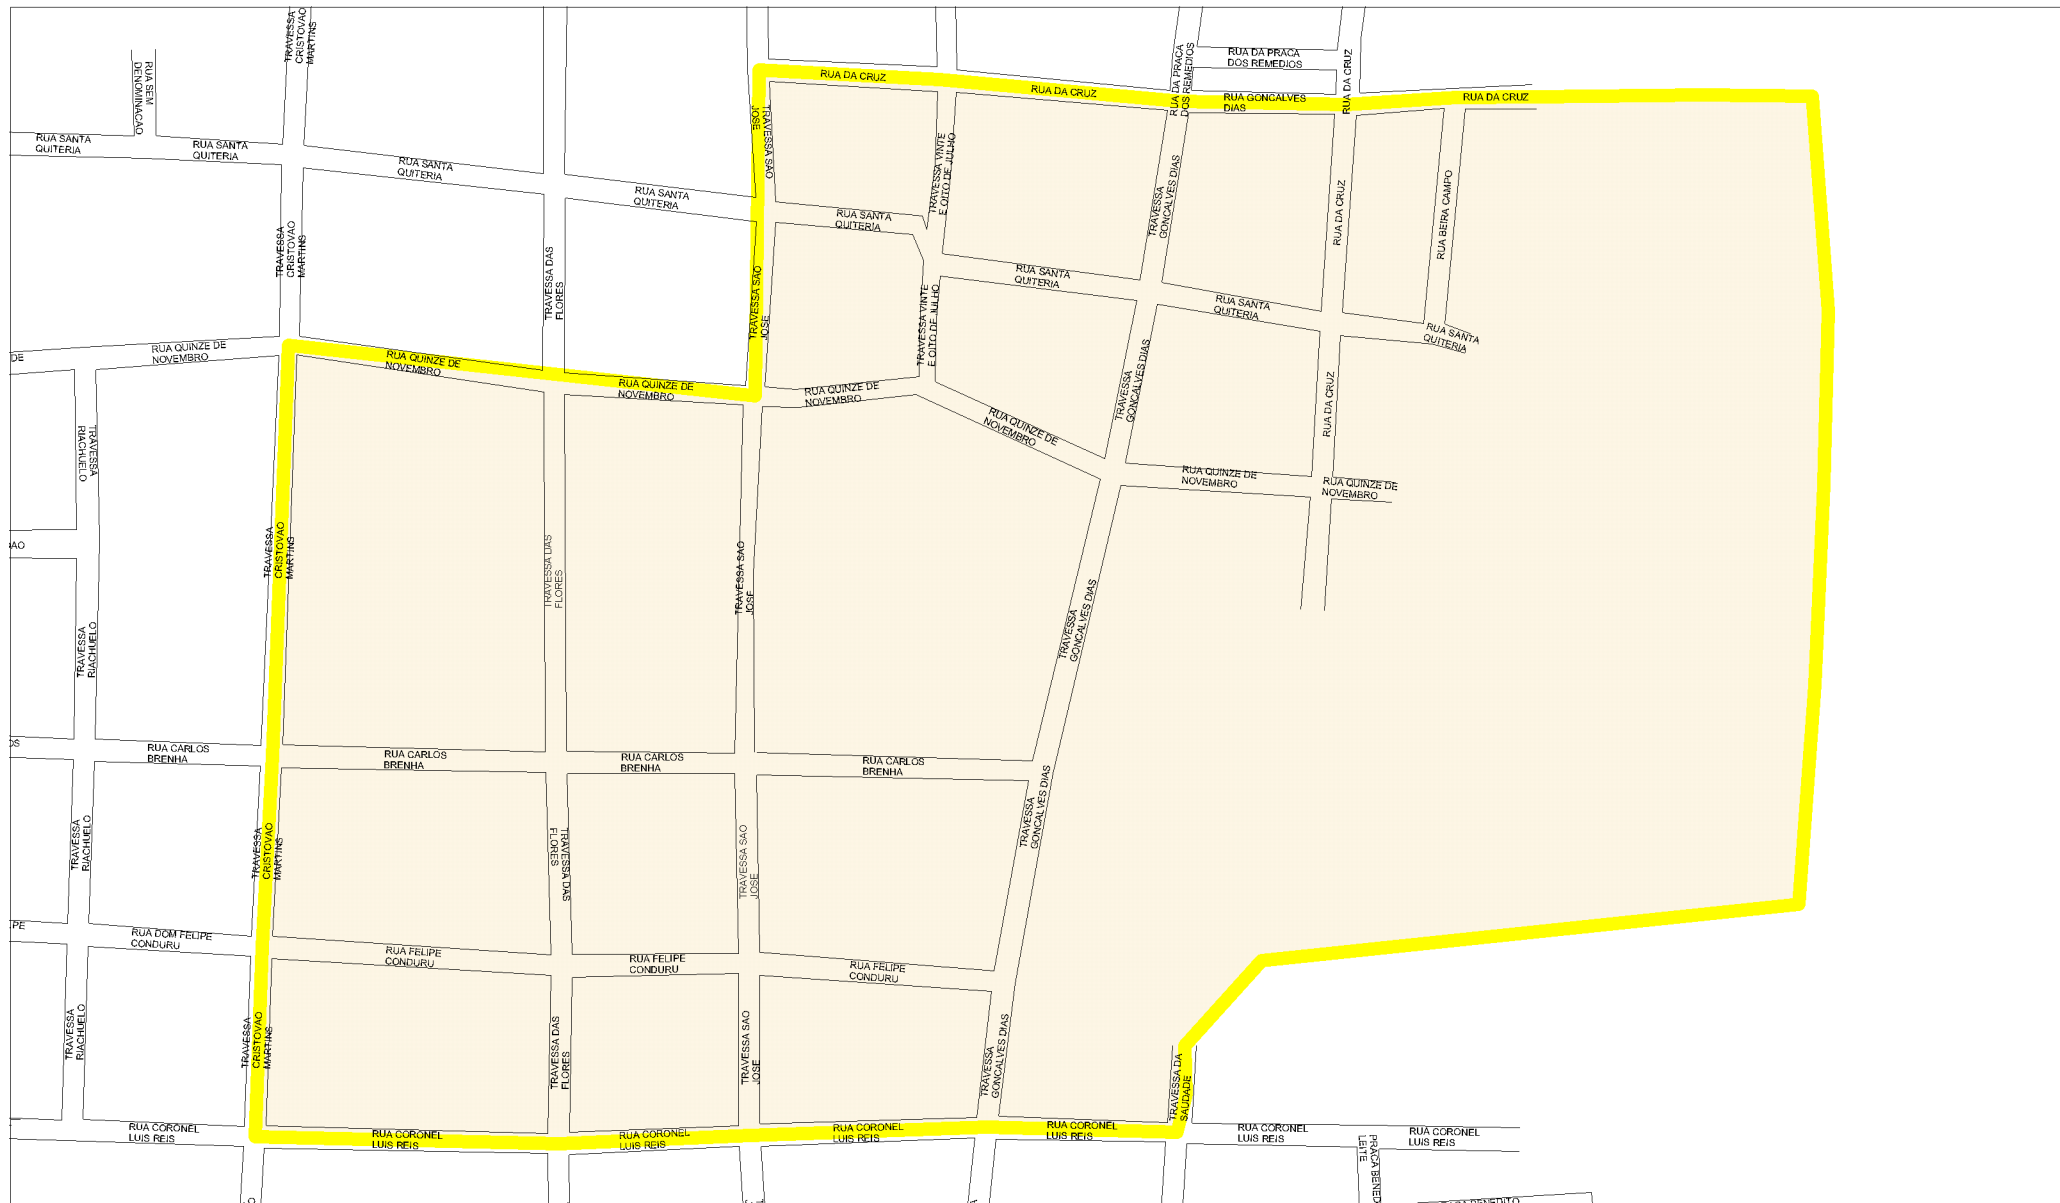 TRAVESSA
CRISTOVAO
MARTINS
RUA SEM
DENOMINACAO
RUA SANTA
QUITERIA
RUA SANTA
QUITERIA
RUA SANTA
QUITERIA
RUA SANTA
QUITERIA
RUA DA CRUZ
RUA DA CRUZ
RUA DA PRACA
DOS REMEDIOS
RUA DA PRACA
DOS REMEDIOS
RUA GONCALVES
DIAS
RUA DA CRUZ
RUA DA CRUZ
TRAVESSA SAO
JOSE
TRAVESSA VINTE
E OITO DE JULHO
TRAVESSA
GONCALVES DIAS
RUA DA CRUZ
RUA BEIRA CAMPO
RUA SANTA
QUITERIA
RUA SANTA
QUITERIA
RUA SANTA
QUITERIA
RUA SANTA
QUITERIA
TRAVESSA
CRISTOVAO
MARTINS
TRAVESSA DAS
FLORES
TRAVESSA SAO
JOSE
TRAVESSA VINTE
E OITO DE JULHO
TRAVESSA
GONCALVES DIAS
RUA DA CRUZ
DE
RUA QUINZE DE
NOVEMBRO
RUA QUINZE DE
NOVEMBRO
RUA QUINZE DE
NOVEMBRO
RUA QUINZE DE
NOVEMBRO
RUA QUINZE DE
NOVEMBRO
RUA QUINZE DE
NOVEMBRO
RUA QUINZE DE
NOVEMBRO
TRAVESSA
RIACHUELO
AO
TRAVESSA
CRISTOVAO
MARTINS
TRAVESSA DAS
FLORES
TRAVESSA SAO
JOSE
TRAVESSA
GONCALVES DIAS
TRAVESSA
RIACHUELO
OS
RUA CARLOS
BRENHA
RUA CARLOS
BRENHA
RUA CARLOS
BRENHA
RUA CARLOS
BRENHA
TRAVESSA
RIACHUELO
TRAVESSA
CRISTOVAO
MARTINS
TRAVESSA DAS
FLORES
TRAVESSA SAO
JOSE
TRAVESSA
GONCALVES DIAS
PE
RUA DOM FELIPE
CONDURU
RUA FELIPE
CONDURU
RUA FELIPE
CONDURU
RUA FELIPE
CONDURU
TRAVESSA
RIACHUELO
TRAVESSA
CRISTOVAO
MARTINS
TRAVESSA DAS
FLORES
TRAVESSA SAO
JOSE
TRAVESSA
GONCALVES DIAS
TRAVESSA DA
SAUDADE
RUA CORONEL
LUIS REIS
RUA CORONEL
LUIS REIS
RUA CORONEL
LUIS REIS
RUA CORONEL
LUIS REIS
RUA CORONEL
LUIS REIS
RUA CORONEL
LUIS REIS
RUA CORONEL
LUIS REIS
PRACA BENED
LEITE